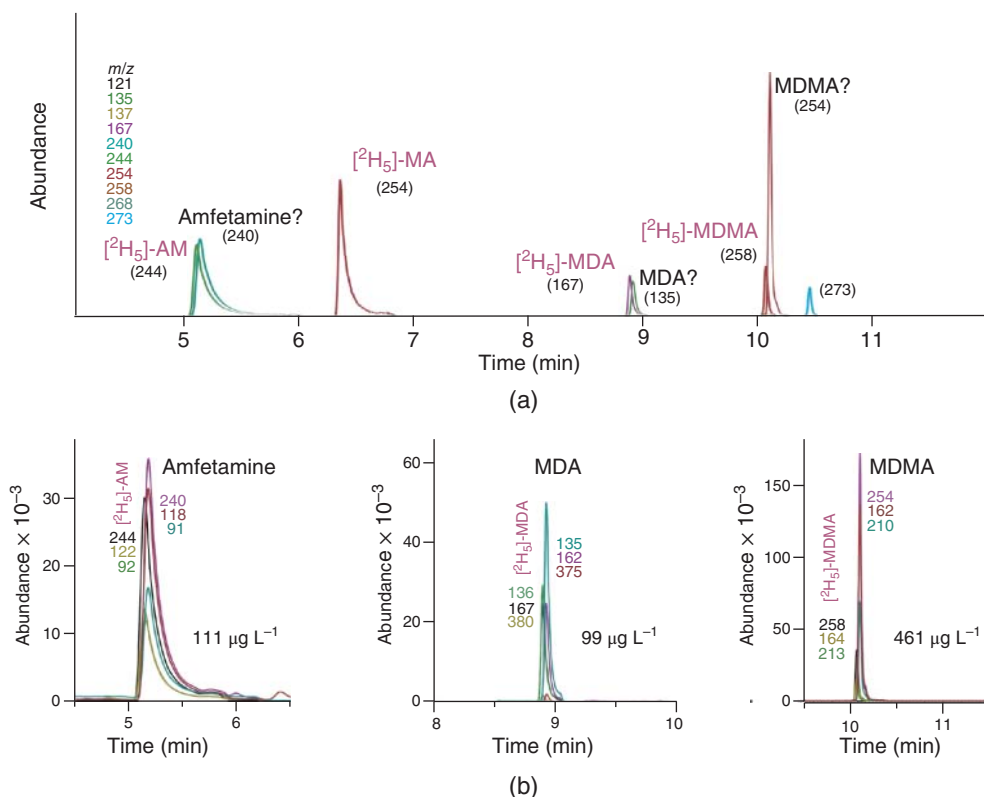 m/z
121
135
137
167
240
244
254
258
268
273
Abundance
[²H₅]-AM
(244)
Amfetamine?
(240)
[²H₅]-MA
(254)
[²H₅]-MDA
(167)
MDA?
(135)
[²H₅]-MDMA
(258)
MDMA?
(254)
(273)
5 6 7 8 9 10 11
Time (min)
(a)
Abundance × 10⁻³
30
20
10
0
[²H₅]-AM
Amfetamine
240
118
91
244
122
92
111 µg L⁻¹
5 6
Time (min)
Abundance × 10⁻³
60
40
20
0
[²H₅]-MDA
MDA
135
162
375
136
167
380
99 µg L⁻¹
8 9 10
Time (min)
Abundance × 10⁻³
150
100
50
0
[²H₅]-MDMA
MDMA
254
162
210
258
164
213
461 µg L⁻¹
10 11
Time (min)
(b)